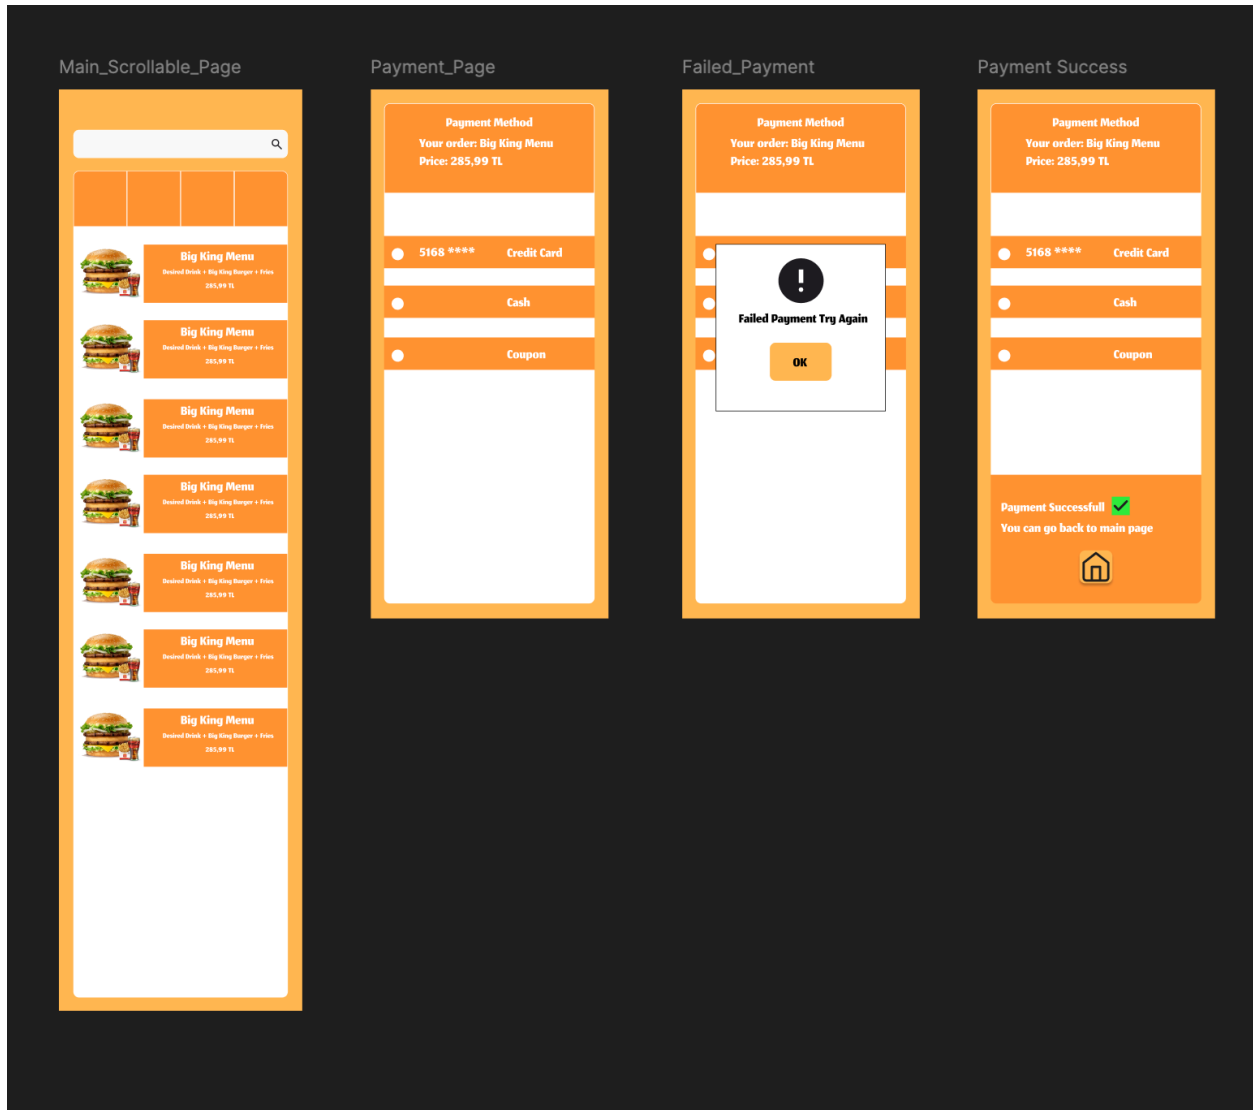 Main_Scrollable_Page
Big King Menu
Desired Drink + Big King Burger + Fries
285,99 TL
Big King Menu
Desired Drink + Big King Burger + Fries
285,99 TL
Big King Menu
Desired Drink + Big King Burger + Fries
285,99 TL
Big King Menu
Desired Drink + Big King Burger + Fries
285,99 TL
Big King Menu
Desired Drink + Big King Burger + Fries
285,99 TL
Big King Menu
Desired Drink + Big King Burger + Fries
285,99 TL
Big King Menu
Desired Drink + Big King Burger + Fries
285,99 TL
Payment_Page
Payment Method
Your order: Big King Menu
Price: 285,99 TL
5168 **** Credit Card
Cash
Coupon
Failed_Payment
Payment Method
Your order: Big King Menu
Price: 285,99 TL
Failed Payment Try Again
OK
Payment Success
Payment Method
Your order: Big King Menu
Price: 285,99 TL
5168 **** Credit Card
Cash
Coupon
Payment Successfull
You can go back to main page